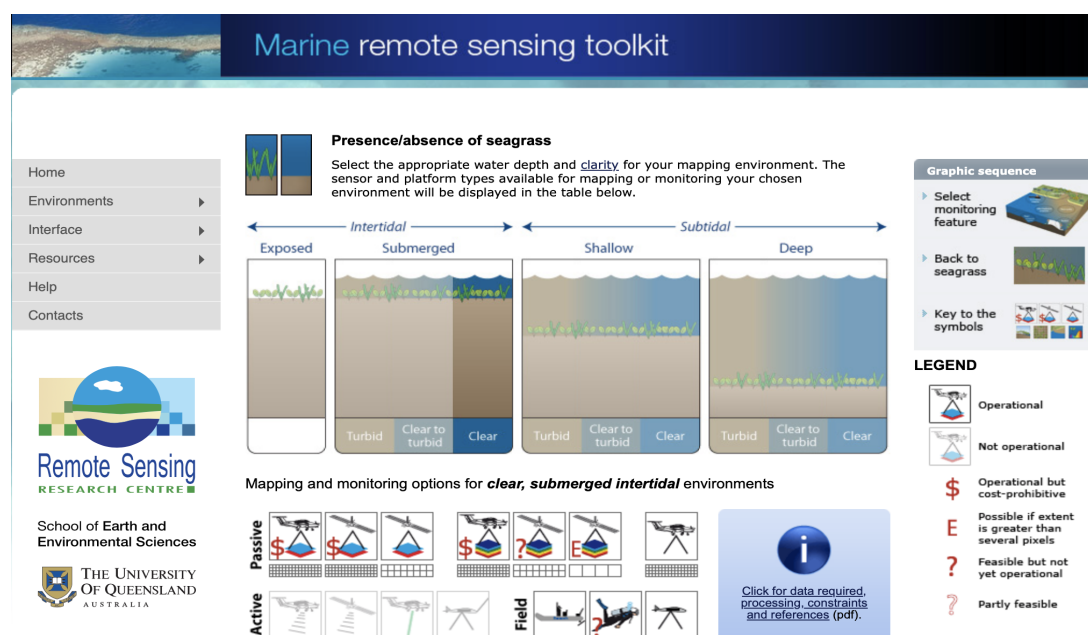 Marine remote sensing toolkit
Home
Environments
Interface
Resources
Help
Contacts
Remote Sensing
RESEARCH CENTRE
School of Earth and
Environmental Sciences
THE UNIVERSITY
OF QUEENSLAND
AUSTRALIA
Presence/absence of seagrass
Select the appropriate water depth and clarity for your mapping environment. The
sensor and platform types available for mapping or monitoring your chosen
environment will be displayed in the table below.
Intertidal
Subtidal
Exposed
Submerged
Shallow
Deep
Turbid
Clear to
turbid
Clear
Turbid
Clear to
turbid
Clear
Turbid
Clear to
turbid
Clear
Mapping and monitoring options for clear, submerged intertidal environments
Passive
$
$
$
?
E
Active
Field
?
i
Click for data required,
processing, constraints
and references (pdf).
Graphic sequence
Select
monitoring
feature
Back to
seagrass
Key to the
symbols
$
$
LEGEND
Operational
Not operational
$ Operational but
cost-prohibitive
E Possible if extent
is greater than
several pixels
? Feasible but not
yet operational
? Partly feasible